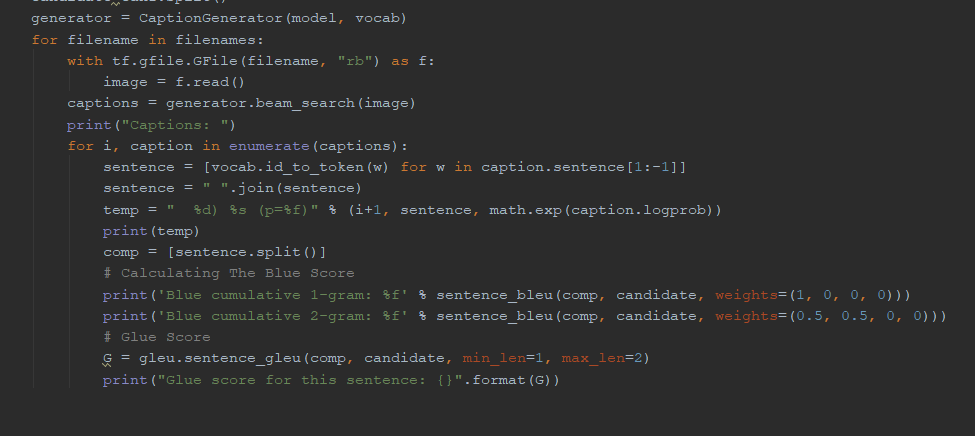 generator = CaptionGenerator(model, vocab)
for filename in filenames:
    with tf.gfile.GFile(filename, "rb") as f:
        image = f.read()
    captions = generator.beam_search(image)
    print("Captions: ")
    for i, caption in enumerate(captions):
        sentence = [vocab.id_to_token(w) for w in caption.sentence[1:-1]]
        sentence = " ".join(sentence)
        temp = "  %d) %s (p=%f)" % (i+1, sentence, math.exp(caption.logprob))
        print(temp)
        comp = [sentence.split()]
        # Calculating The Blue Score
        print('Blue cumulative 1-gram: %f' % sentence_bleu(comp, candidate, weights=(1, 0, 0, 0)))
        print('Blue cumulative 2-gram: %f' % sentence_bleu(comp, candidate, weights=(0.5, 0.5, 0, 0)))
        # Glue Score
        G = gleu.sentence_gleu(comp, candidate, min_len=1, max_len=2)
        print("Glue score for this sentence: {}".format(G))